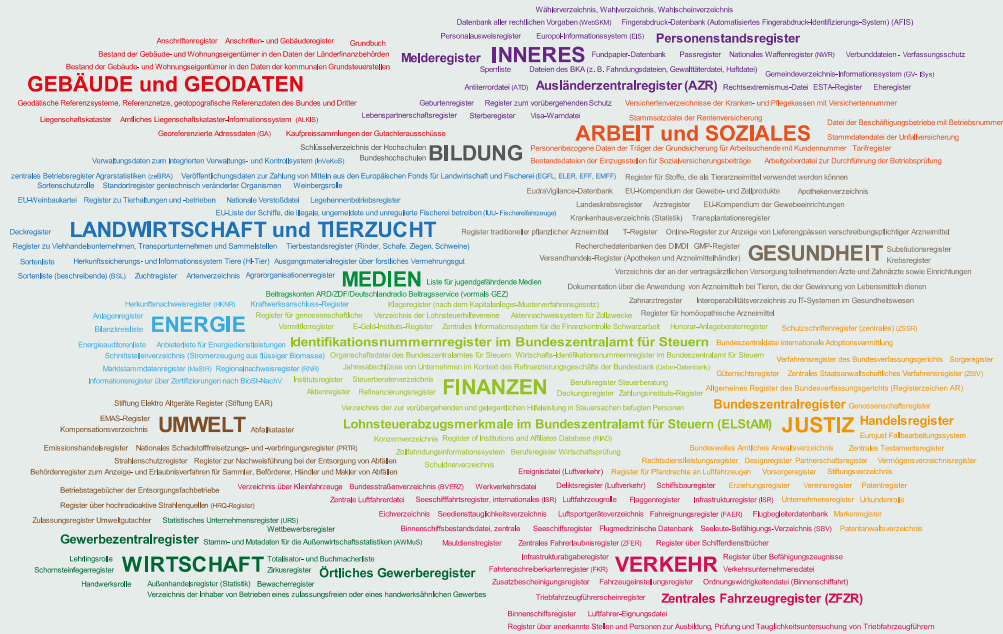 Wählerverzeichnis, Wahlverzeichnis, Wahlscheinverzeichnis
Datenbank aller rechtlichen Vorgaben (WebSKM) Fingerabdruck-Datenbank (Automatisiertes Fingerabdruck-Identifizierungs-System) (AFIS)
Anschriftenregister Anschriften- und Gebäuderegister Grundbuch
Personalausweisregister Europol-Informationssystem (EIS) Personenstandsregister
Bestand der Gebäude- und Wohnungseigentümer in den Daten der Länderfinanzbehörden
Melderegister INNERES Fundpapier-Datenbank Passregister Nationales Waffenregister (NWR) Verbunddateien - Verfassungsschutz
Bestand der Gebäude- und Wohnungseigentümer in den Daten der kommunalen Grundsteuerstellen
Sperrliste Dateien des BKA (z. B. Fahndungsdateien, Gewalttäterdatei, Haftdatei) Gemeindeverzeichnis-Informationssystem (GV- ISys)
GEBÄUDE und GEODATEN
Antiterrordatei (ATD) Ausländerzentralregister (AZR) Rechtsextremismus-Datei ESTA-Register Eheregister
Geodätische Referenzsysteme, Referenznetze, geotopografische Referenzdaten des Bundes und Dritter
Geburtenregister Register zum vorübergehenden Schutz Versichertenverzeichnisse der Kranken- und Pflegekassen mit Versichertennummer
Liegenschaftskataster Amtliches Liegenschaftskataster-Informationssystem (ALKIS)
Lebenspartnerschaftsregister Sterberegister Visa-Warndatei Stammsatzdatei der Rentenversicherung
Datei der Beschäftigungsbetriebe mit Betriebsnummer
Georeferenzierte Adressdaten (GA) Kaufpreissammlungen der Gutachterausschüsse
ARBEIT und SOZIALES Stammdatendatei der Unfallversicherung
Schlüsselverzeichnis der Hochschulen
Bundeshochschulen BILDUNG
Personenbezogene Daten der Träger der Grundsicherung für Arbeitsuchende mit Kundennummer Tarifregister
Verwaltungsdaten zum Integrierten Verwaltungs- und Kontrollsystem (InVeKoS)
Bestandsdateien der Einzugsstellen für Sozialversicherungsbeiträge Arbeitgeberdatei zur Durchführung der Betriebsprüfung
zentrales Betriebsregister Agrarstatistiken (zeBRA) Veröffentlichungsdaten zur Zahlung von Mitteln aus den Europäischen Fonds für Landwirtschaft und Fischerei (EGFL, ELER, EFF, EMFF)
Register für Stoffe, die als Tierarzneimittel verwendet werden können
Sortenschutzrolle Standortregister gentechnisch veränderter Organismen Weinbergsrolle
EudraVigilance-Datenbank EU-Kompendium der Gewebe- und Zellprodukte Apothekenverzeichnis
EU-Weinbaukartei Register zu Tierhaltungen und -betrieben Nationale Verstoßdatei Legehennenbetriebsregister
Landeskrebsregister Arztregister EU-Kompendium der Gewebeeinrichtungen
EU-Liste der Schiffe, die illegale, ungemeldete und unregulierte Fischerei betreiben (IUU- Fischereifahrzeuge)
Krankenhausverzeichnis (Statistik) Transplantationsregister
Deckregister LANDWIRTSCHAFT und TIERZUCHT
Register traditioneller pflanzlicher Arzneimittel T-Register Online-Register zur Anzeige von Lieferengpässen verschreibungspflichtiger Arzneimittel
Register zu Viehhandelsunternehmen, Transportunternehmen und Sammelstellen Tierbestandsregister (Rinder, Schafe, Ziegen, Schweine)
Recherchedatenbanken des DIMDI GMP-Register GESUNDHEIT Substitutionsregister
Sortenliste Herkunftssicherungs- und Informationssystem Tiere (HI-Tier) Ausgangsmaterialregister über forstliches Vermehrungsgut
Versandhandels-Register (Apotheken und Arzneimittelhändler) Krebsregister
Sortenliste (beschreibende) (BSL) Zuchtregister Artenverzeichnis Agrarorganisationenregister
Verzeichnis der an der vertragsärztlichen Versorgung teilnehmenden Ärzte und Zahnärzte sowie Einrichtungen
MEDIEN Liste für jugendgefährdende Medien
Dokumentation über die Anwendung von Arzneimitteln bei Tieren, die der Gewinnung von Lebensmitteln dienen
Beitragskonten ARD/ZDF/Deutschlandradio Beitragsservice (vormals GEZ)
Zahnarztregister Interoperabilitätsverzeichnis zu IT-Systemen im Gesundheitswesen
Herkunftsnachweisregister (HKNR) Kraftwerksanschluss-Register Klageregister (nach dem Kapitalanleger-Musterverfahrensgesetz)
Register für homöopathische Arzneimittel
Anlagenregister ENERGIE Register für genossenschaftliche Verzeichnis der Lohnsteuerhilfevereine Aktennachweissystem für Zollzwecke
Bilanzkreisliste Vermittlerregister E-Geld-Instituts-Register Zentrales Informationssystem für die Finanzkontrolle Schwarzarbeit Honorar-Anlageberaterregister
Schutzschriftenregister (zentrales) (ZSSR)
Energieauditorenliste Anbieterliste für Energiedienstleistungen Identifikationsnummernregister im Bundeszentralamt für Steuern Bundeszentraldatei internationale Adoptionsvermittlung
Schnittstellenverzeichnis (Stromerzeugung aus flüssiger Biomasse) Organschaftsdatei des Bundeszentralamtes für Steuern Wirtschafts-Identifikationsnummernregister im Bundeszentralamt für Steuern
Verfahrensregister des Bundesverfassungsgerichts Sorgeregister
Marktstammdatenregister (MaStR) Regionalnachweisregister (RNR) Jahresabschlüsse von Unternehmen im Kontext des Refinanzierungsgeschäfts der Bundesbank (Jstan-Datenbank)
Güterrechtsregister Zentrales Staatsanwaltschaftliches Verfahrensregister (ZStV)
Informationsregister über Zertifizierungen nach BioSt-NachV Institutsregister Steuerberaterverzeichnis FINANZEN Berufsregister Steuerberatung
Allgemeines Register des Bundesverfassungsgerichts (Registerzeichen AR)
Aktienregister Refinanzierungsregister Deckungsregister Zahlungsinstituts-Register
Stiftung Elektro Altgeräte Register (Stiftung EAR)
Verzeichnis der zur vorübergehenden und gelegentlichen Hilfeleistung in Steuersachen befugten Personen
Bundeszentralregister Genossenschaftsregister
EMAS-Register
Kompensationsverzeichnis UMWELT Abfallkataster
Lohnsteuerabzugsmerkmale im Bundeszentralamt für Steuern (ELStAM) JUSTIZ Handelsregister
Eurojust Fallbearbeitungssystem
Konzernverzeichnis Register of Institutions and Affiliates Database (RIAD)
Emissionshandelsregister Nationales Schadstofffreisetzungs- und -verbringungsregister (PRTR)
Zollfahndungsinformationssystem Berufsregister Wirtschaftsprüfung
Bundesweites Amtliches Anwaltsverzeichnis Zentrales Testamentsregister
Strahlenschutzregister Register zur Nachweisführung bei der Entsorgung von Abfällen
Schuldnerverzeichnis
Rechtsdienstleistungsregister Designregister Partnerschaftsregister Vermögensverzeichnisregister
Behördenregister zum Anzeige- und Erlaubnisverfahren für Sammler, Beförderer, Händler und Makler von Abfällen
Ereignisdatei (Luftverkehr) Register für Pfandrechte an Luftfahrzeugen Vorsorgeregister Stiftungsverzeichnis
Betriebstagebücher der Entsorgungsfachbetriebe
Verzeichnis über Kleinfahrzeuge Bundesstraßenverzeichnis (BVERZ) Werkverkehrsdatei Deliktsregister (Luftverkehr) Schiffsbauregister Erziehungsregister Vereinsregister Patentregister
Zentrale Luftfahrerdatei Seeschifffahrtsregister, internationales (ISR) Luftfahrzeugrolle Flaggenregister Infrastrukturregister (ISR) Unternehmensregister Urkundenrolle
Register über hochradioaktive Strahlenquellen (HRQ-Register)
Eichverzeichnis Seediensttauglichkeitsverzeichnis Luftsportgeräteverzeichnis Fahreignungsregister (FAER) Flugbegleiterdatenbank Markenregister
Zulassungsregister Umweltgutachter Statistisches Unternehmensregister (URS)
Wettbewerbsregister
Binnenschiffsbestandsdatei, zentrale Seeschiffsregister Flugmedizinische Datenbank Seeleute-Befähigungs-Verzeichnis (SBV) Patentanwaltsverzeichnis
Gewerbezentralregister Stamm- und Metadaten für die Außenwirtschaftsstatistiken (AWMuS)
Mautdienstregister Zentrales Fahrerlaubnisregister (ZFER) Register über Schifferdienstbücher
Lehrlingsrolle WIRTSCHAFT Totalisator- und Buchmacherliste
Infrastrukturabgaberegister VERKEHR Register über Befähigungszeugnisse
Schornsteinfegerregister Zirkusregister Örtliches Gewerberegister
Fahrtenschreiberkartenregister (FKR) Verkehrsunternehmensdatei
Handwerksrolle Außenhandelsregister (Statistik) Bewacherregister
Zusatzbescheinigungsregister Fahrzeugeinstellungsregister Ordnungswidrigkeitendatei (Binnenschiffahrt)
Verzeichnis der Inhaber von Betrieben eines zulassungsfreien oder eines handwerksähnlichen Gewerbes
Triebfahrzeugführerscheinregister Zentrales Fahrzeugregister (ZFZR)
Binnenschiffsregister Luftfahrer-Eignungsdatei
Register über anerkannte Stellen und Personen zur Ausbildung, Prüfung und Tauglichkeitsuntersuchung von Triebfahrzeugführern